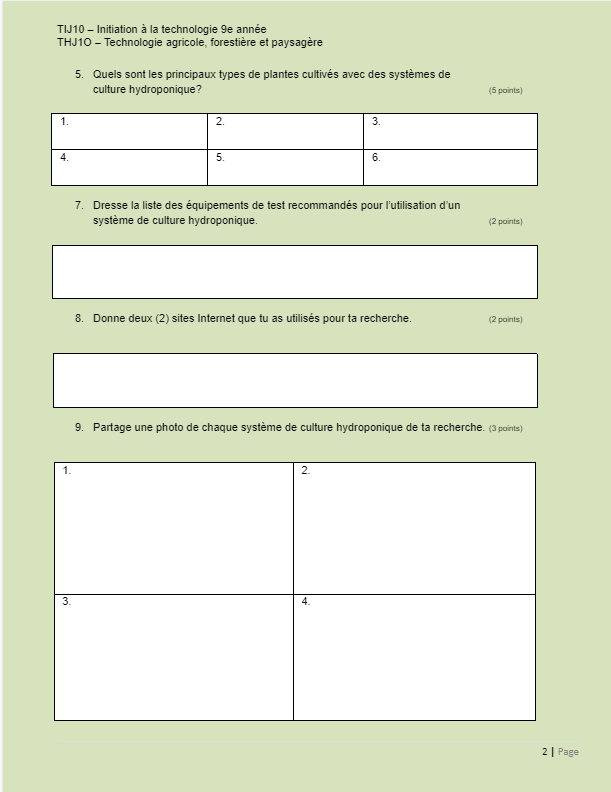 TIJ10 – Initiation à la technologie 9e année
THJ1O – Technologie agricole, forestière et paysagère
5. Quels sont les principaux types de plantes cultivés avec des systèmes de
culture hydroponique? (5 points)
1. 2. 3.
4. 5. 6.
7. Dresse la liste des équipements de test recommandés pour l'utilisation d'un
système de culture hydroponique. (2 points)
8. Donne deux (2) sites Internet que tu as utilisés pour ta recherche. (2 points)
9. Partage une photo de chaque système de culture hydroponique de ta recherche. (3 points)
1. 2.
3. 4.
2 | Page